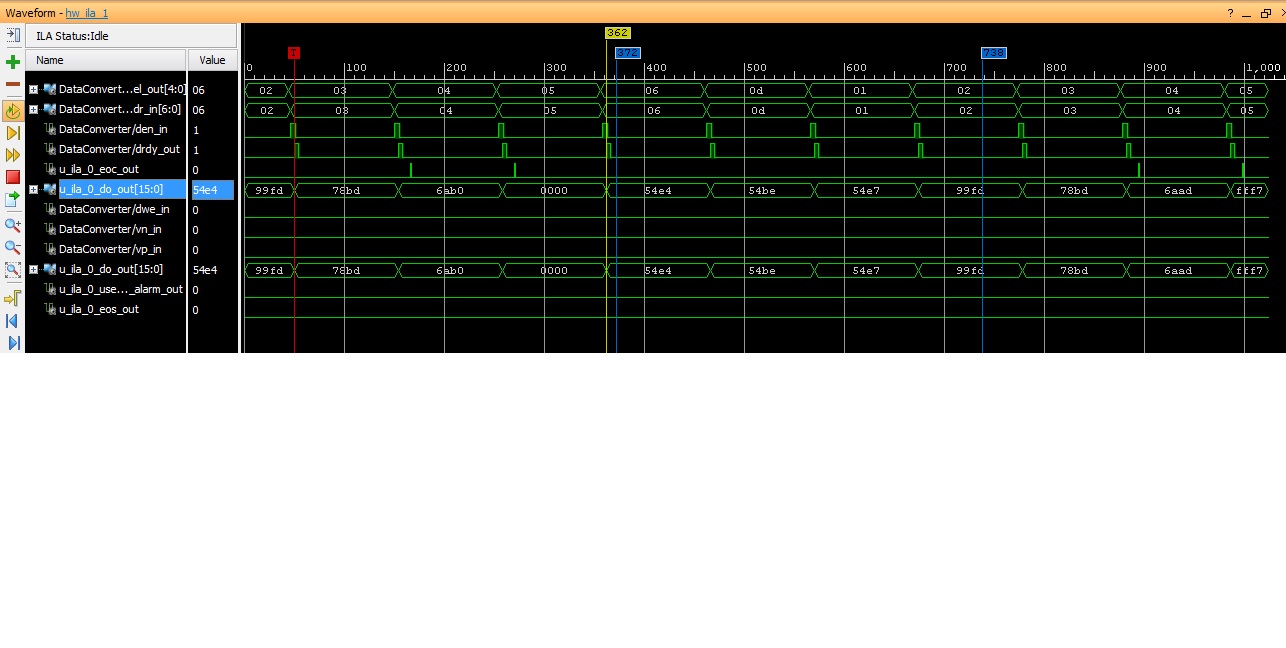 Waveform - hw_ila_1 ?
ILA Status:Idle 362
T 372 738
Name Value 0 100 200 300 400 500 600 700 800 900 1,000
DataConvert...el_out[4:0] 06 02 03 04 05 06 0d 01 02 03 04 05
DataConvert...dr_in[6:0] 06 02 03 04 05 06 0d 01 02 03 04 05
DataConverter/den_in 1
DataConverter/drdy_out 1
u_ila_0_eoc_out 0
u_ila_0_do_out[15:0] 54e4 99fd 78bd 6ab0 0000 54e4 54be 54e7 99fd 78bd 6aad fff7
DataConverter/dwe_in 0
DataConverter/vn_in 0
DataConverter/vp_in 0
u_ila_0_do_out[15:0] 54e4 99fd 78bd 6ab0 0000 54e4 54be 54e7 99fd 78bd 6aad fff7
u_ila_0_use..._alarm_out 0
u_ila_0_eos_out 0